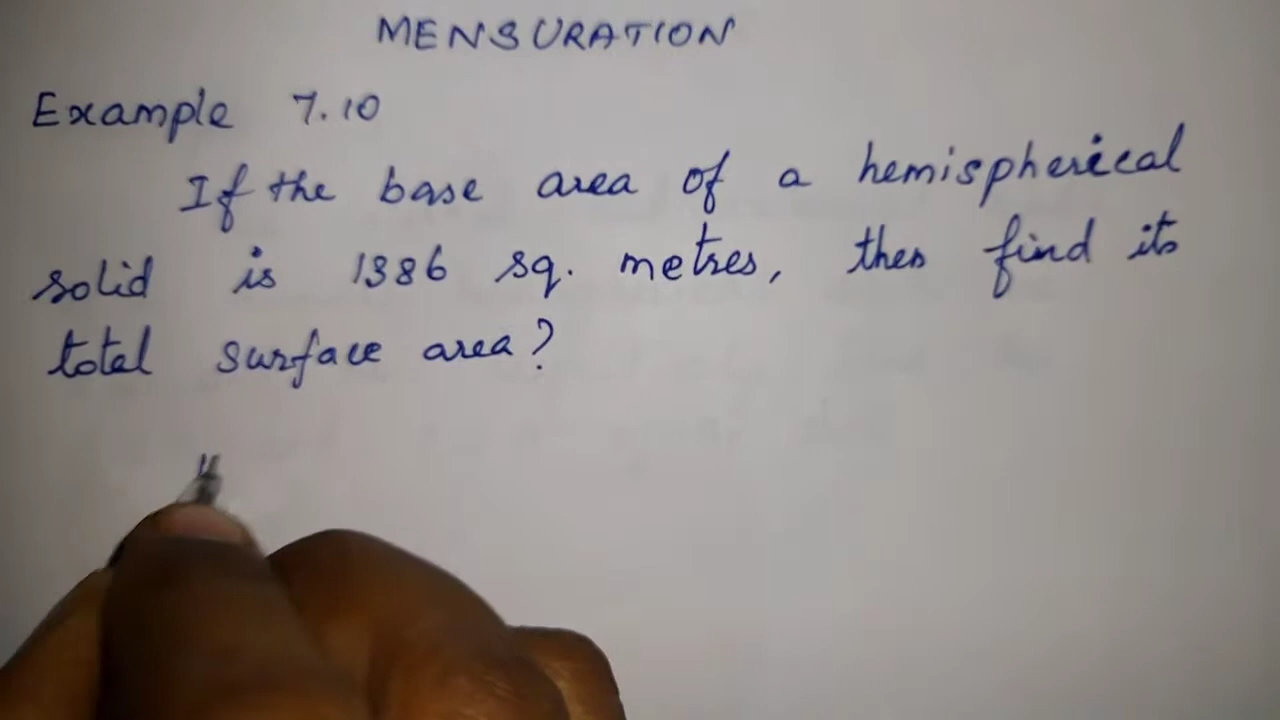 MENSURATION
Example 7.10
If the base area of a hemispherical
solid is 1386 sq. metres, then find its
total surface area?